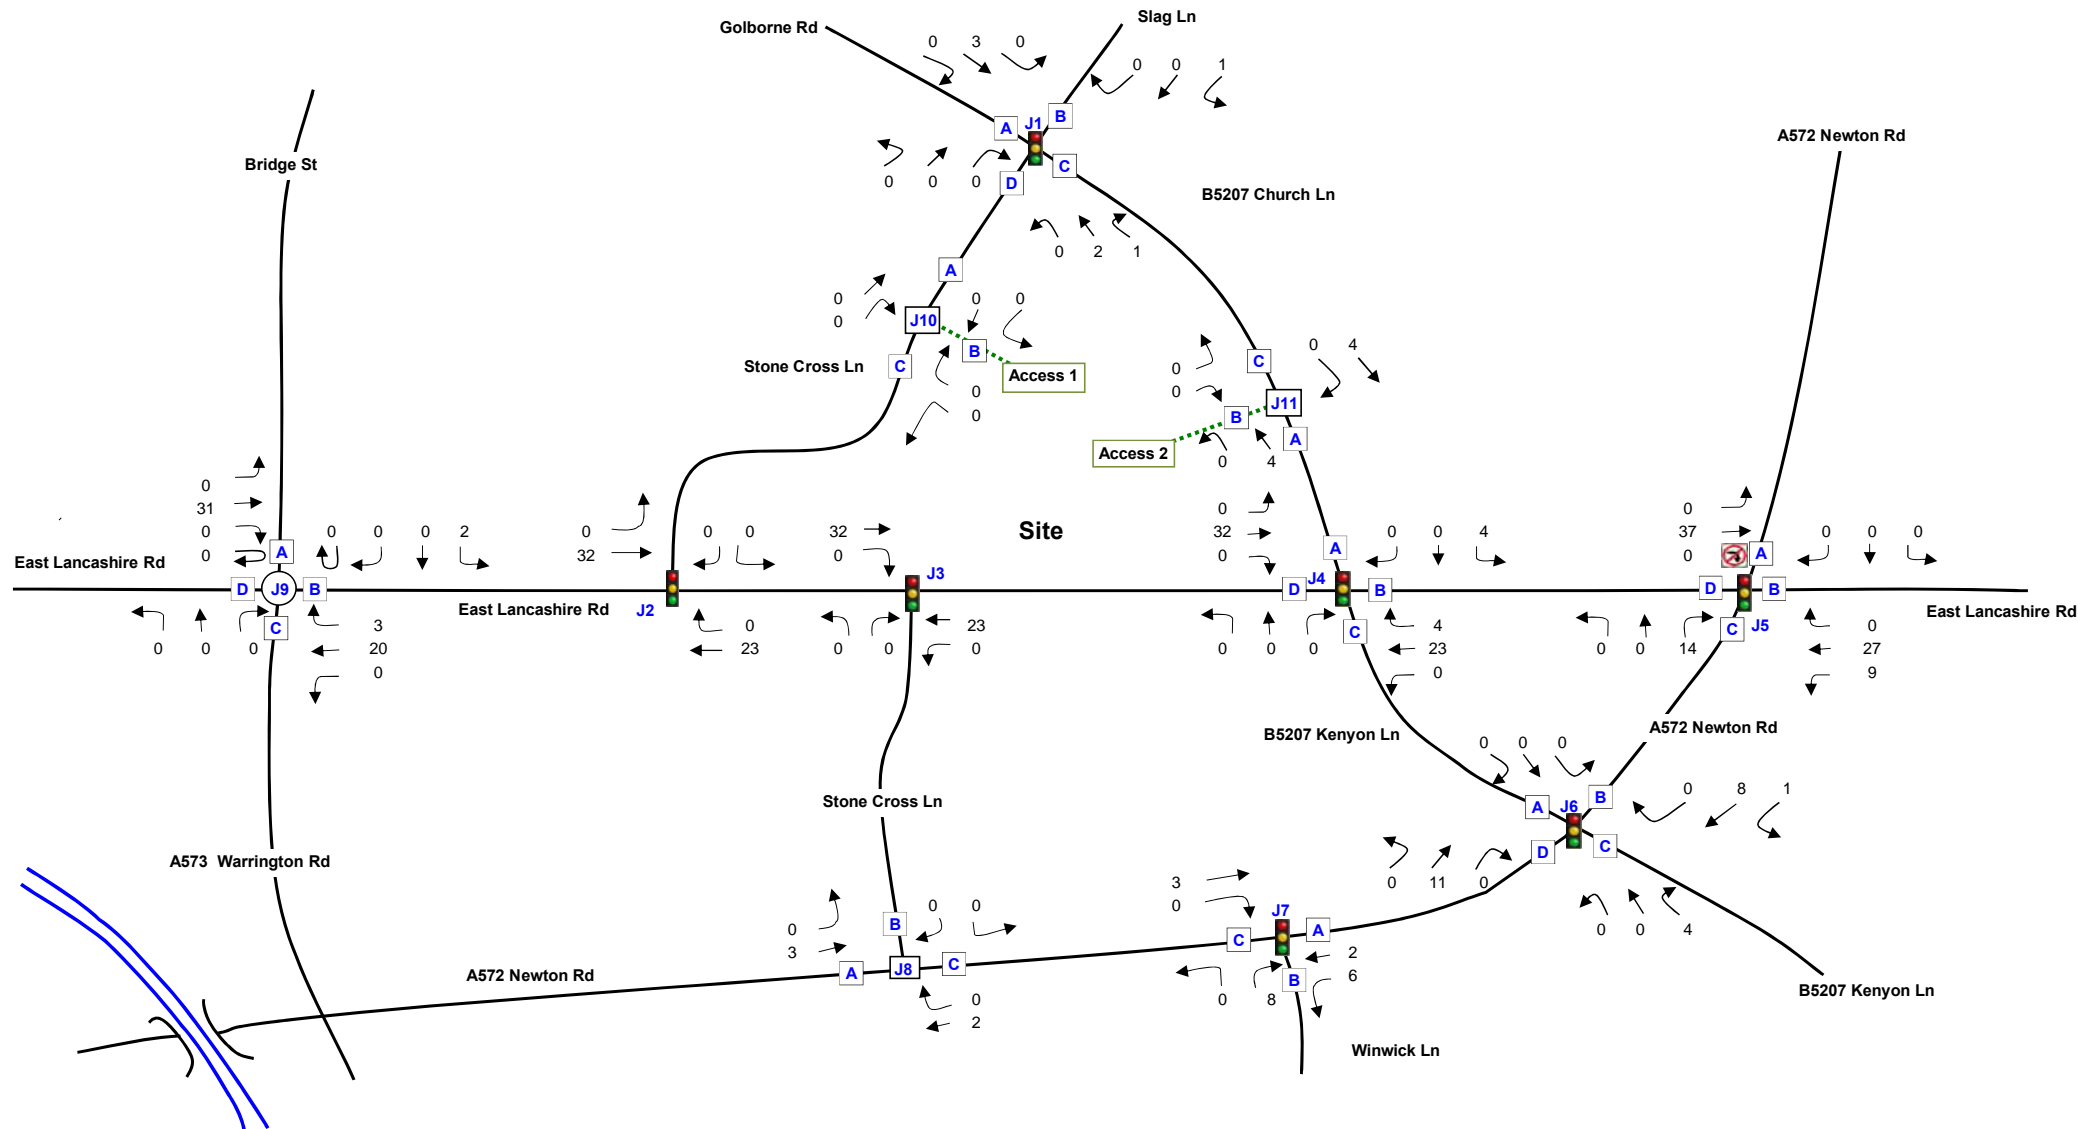 Golborne Rd
Slag Ln
0 3 0
0 0 1
A
J1
B
A572 Newton Rd
Bridge St
0 0 0
D
C
B5207 Church Ln
0 2 1
A
0
0
0 0
J10
B
Stone Cross Ln
C
Access 1
0
0
0 4
C
0
0
J11
B
A
Access 2
0 4
Site
0
31
0
0
0 0 0 2
0
32
0 0
32
0
0
32
0
0 0 4
0
37
0
0 0 0
East Lancashire Rd
A
D
J9
B
C
East Lancashire Rd
J2
J3
A
J4
D
B
C
A
D
B
C
J5
East Lancashire Rd
0 0 0
3
20
0
0
23
0 0
23
0
0 0 0
4
23
0
0 0 14
0
27
9
B5207 Kenyon Ln
A572 Newton Rd
0 0 0
0 8 1
A
J6
B
D
C
Stone Cross Ln
0 11 0
0 0 4
A573 Warrington Rd
3
0
J7
C
A
B
2
6
0 8
0
3
B
0 0
A
J8
C
0
2
A572 Newton Rd
B5207 Kenyon Ln
Winwick Ln